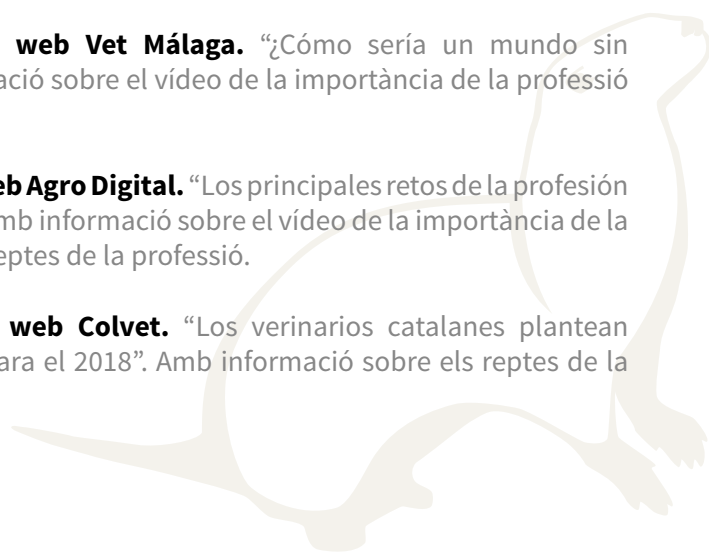 web Vet Málaga. “¿Cómo sería un mundo sin
ació sobre el vídeo de la importància de la professió
eb Agro Digital. “Los principales retos de la profesión
mb informació sobre el vídeo de la importància de la
eptes de la professió.
web Colvet. “Los verinarios catalanes plantean
ara el 2018”. Amb informació sobre els reptes de la